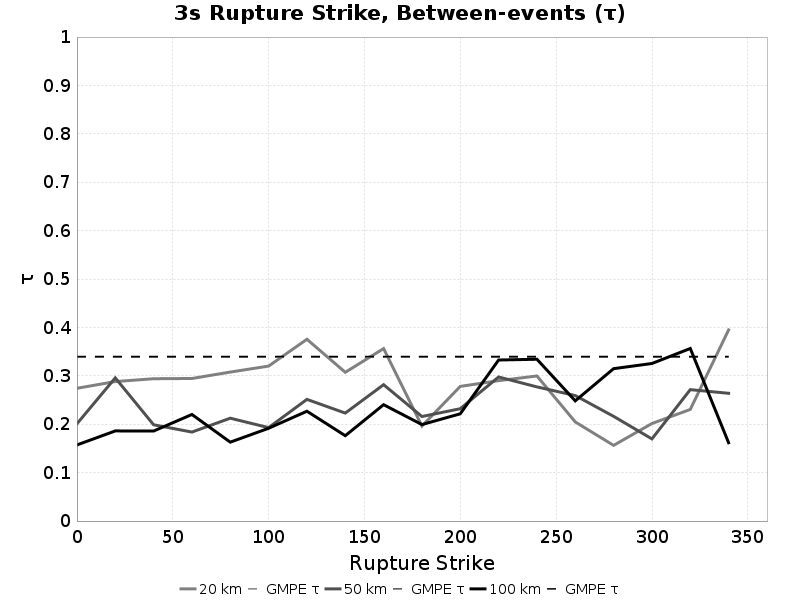 3s Rupture Strike, Between-events (τ)
1
0.9
0.8
0.7
0.6
0.5
τ
0.4
0.3
0.2
0.1
0
0 50 100 150 200 250 300 350
Rupture Strike
20 km GMPE τ 50 km GMPE τ 100 km GMPE τ